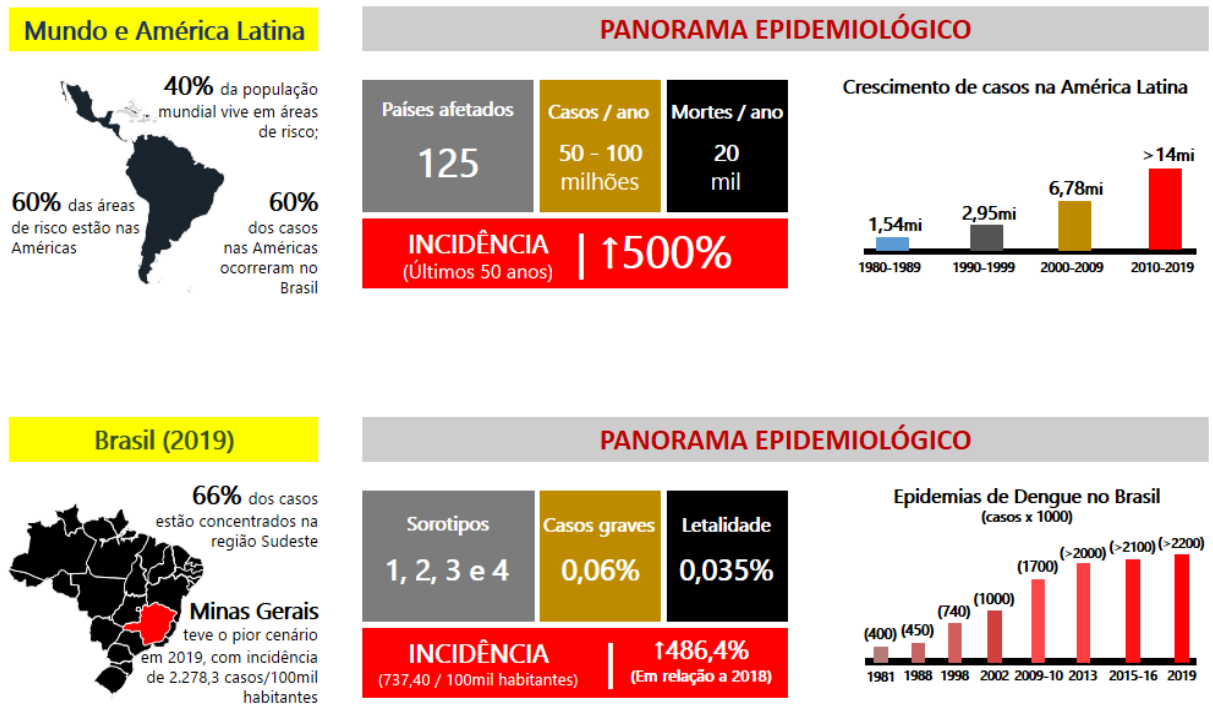 Mundo e América Latina
PANORAMA EPIDEMIOLÓGICO
40% da população
mundial vive em áreas
de risco;
60% das áreas
de risco estão nas
Américas
60%
dos casos
nas Américas
ocorreram no
Brasil
Países afetados
125
Casos / ano
50 - 100
milhões
Mortes / ano
20
mil
INCIDÊNCIA
(Últimos 50 anos)
↑500%
Crescimento de casos na América Latina
1,54mi
2,95mi
6,78mi
>14mi
1980-1989
1990-1999
2000-2009
2010-2019
Brasil (2019)
PANORAMA EPIDEMIOLÓGICO
66% dos casos
estão concentrados na
região Sudeste
Minas Gerais
teve o pior cenário
em 2019, com incidência
de 2.278,3 casos/100mil
habitantes
Sorotipos
1, 2, 3 e 4
Casos graves
0,06%
Letalidade
0,035%
INCIDÊNCIA
(737,40 / 100mil habitantes)
↑486,4%
(Em relação a 2018)
Epidemias de Dengue no Brasil
(casos x 1000)
(400) (450) (740) (1000) (1700) (>2000) (>2100) (>2200)
1981 1988 1998 2002 2009-10 2013 2015-16 2019